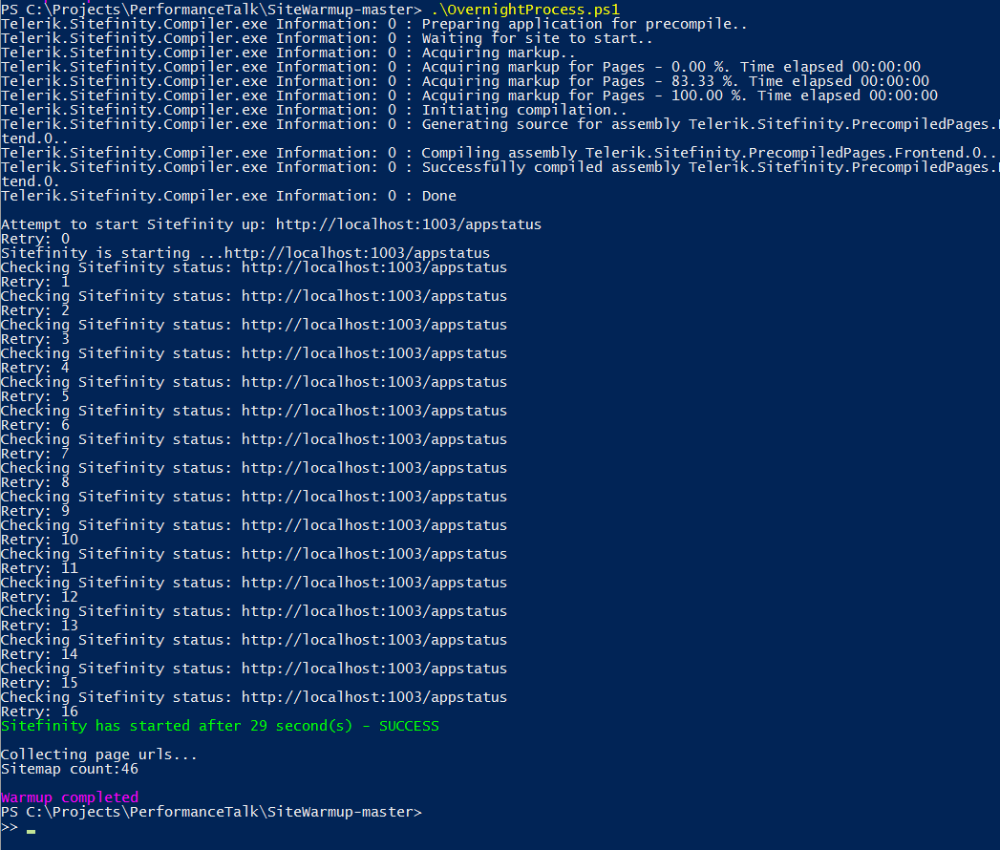 PS C:\Projects\PerformanceTalk\SiteWarmup-master> .\OvernightProcess.ps1
Telerik.Sitefinity.Compiler.exe Information: 0 : Preparing application for precompile..
Telerik.Sitefinity.Compiler.exe Information: 0 : Waiting for site to start..
Telerik.Sitefinity.Compiler.exe Information: 0 : Acquiring markup..
Telerik.Sitefinity.Compiler.exe Information: 0 : Acquiring markup for Pages - 0.00 %. Time elapsed 00:00:00
Telerik.Sitefinity.Compiler.exe Information: 0 : Acquiring markup for Pages - 83.33 %. Time elapsed 00:00:00
Telerik.Sitefinity.Compiler.exe Information: 0 : Acquiring markup for Pages - 100.00 %. Time elapsed 00:00:00
Telerik.Sitefinity.Compiler.exe Information: 0 : Initiating compilation..
Telerik.Sitefinity.Compiler.exe Information: 0 : Generating source for assembly Telerik.Sitefinity.PrecompiledPages.
tend.0..
Telerik.Sitefinity.Compiler.exe Information: 0 : Compiling assembly Telerik.Sitefinity.PrecompiledPages.Frontend.0..
Telerik.Sitefinity.Compiler.exe Information: 0 : Successfully compiled assembly Telerik.Sitefinity.PrecompiledPages.
tend.0.
Telerik.Sitefinity.Compiler.exe Information: 0 : Done
Attempt to start Sitefinity up: http://localhost:1003/appstatus
Retry: 0
Sitefinity is starting ...http://localhost:1003/appstatus
Checking Sitefinity status: http://localhost:1003/appstatus
Retry: 1
Checking Sitefinity status: http://localhost:1003/appstatus
Retry: 2
Checking Sitefinity status: http://localhost:1003/appstatus
Retry: 3
Checking Sitefinity status: http://localhost:1003/appstatus
Retry: 4
Checking Sitefinity status: http://localhost:1003/appstatus
Retry: 5
Checking Sitefinity status: http://localhost:1003/appstatus
Retry: 6
Checking Sitefinity status: http://localhost:1003/appstatus
Retry: 7
Checking Sitefinity status: http://localhost:1003/appstatus
Retry: 8
Checking Sitefinity status: http://localhost:1003/appstatus
Retry: 9
Checking Sitefinity status: http://localhost:1003/appstatus
Retry: 10
Checking Sitefinity status: http://localhost:1003/appstatus
Retry: 11
Checking Sitefinity status: http://localhost:1003/appstatus
Retry: 12
Checking Sitefinity status: http://localhost:1003/appstatus
Retry: 13
Checking Sitefinity status: http://localhost:1003/appstatus
Retry: 14
Checking Sitefinity status: http://localhost:1003/appstatus
Retry: 15
Checking Sitefinity status: http://localhost:1003/appstatus
Retry: 16
Sitefinity has started after 29 second(s) - SUCCESS
Collecting page urls...
Sitemap count:46
Warmup completed
PS C:\Projects\PerformanceTalk\SiteWarmup-master>
>> _